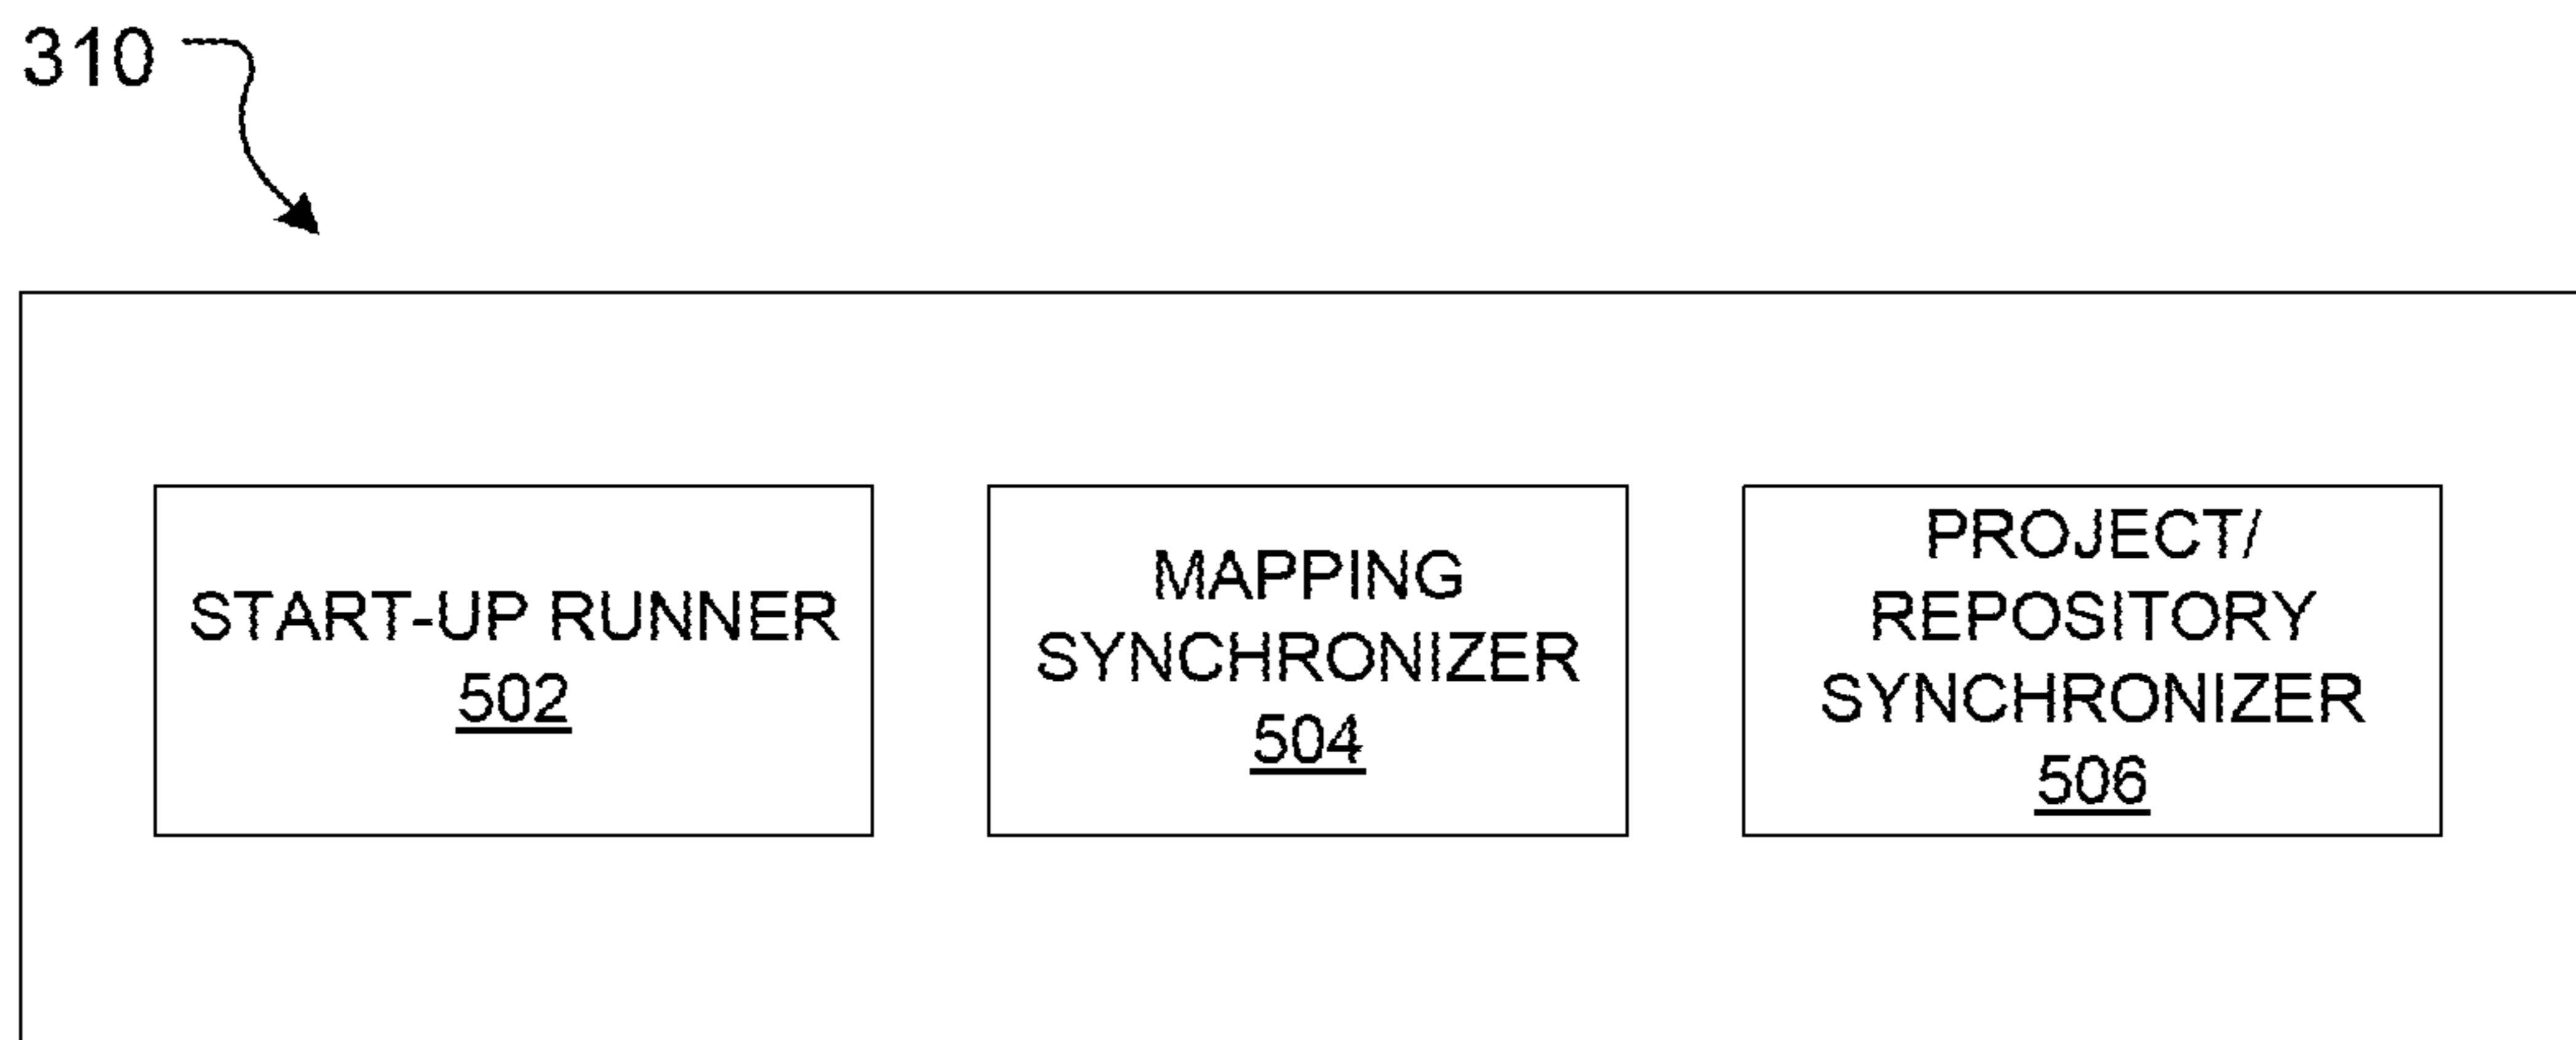 310
START-UP RUNNER
502
MAPPING
SYNCHRONIZER
504
PROJECT/
REPOSITORY
SYNCHRONIZER
506